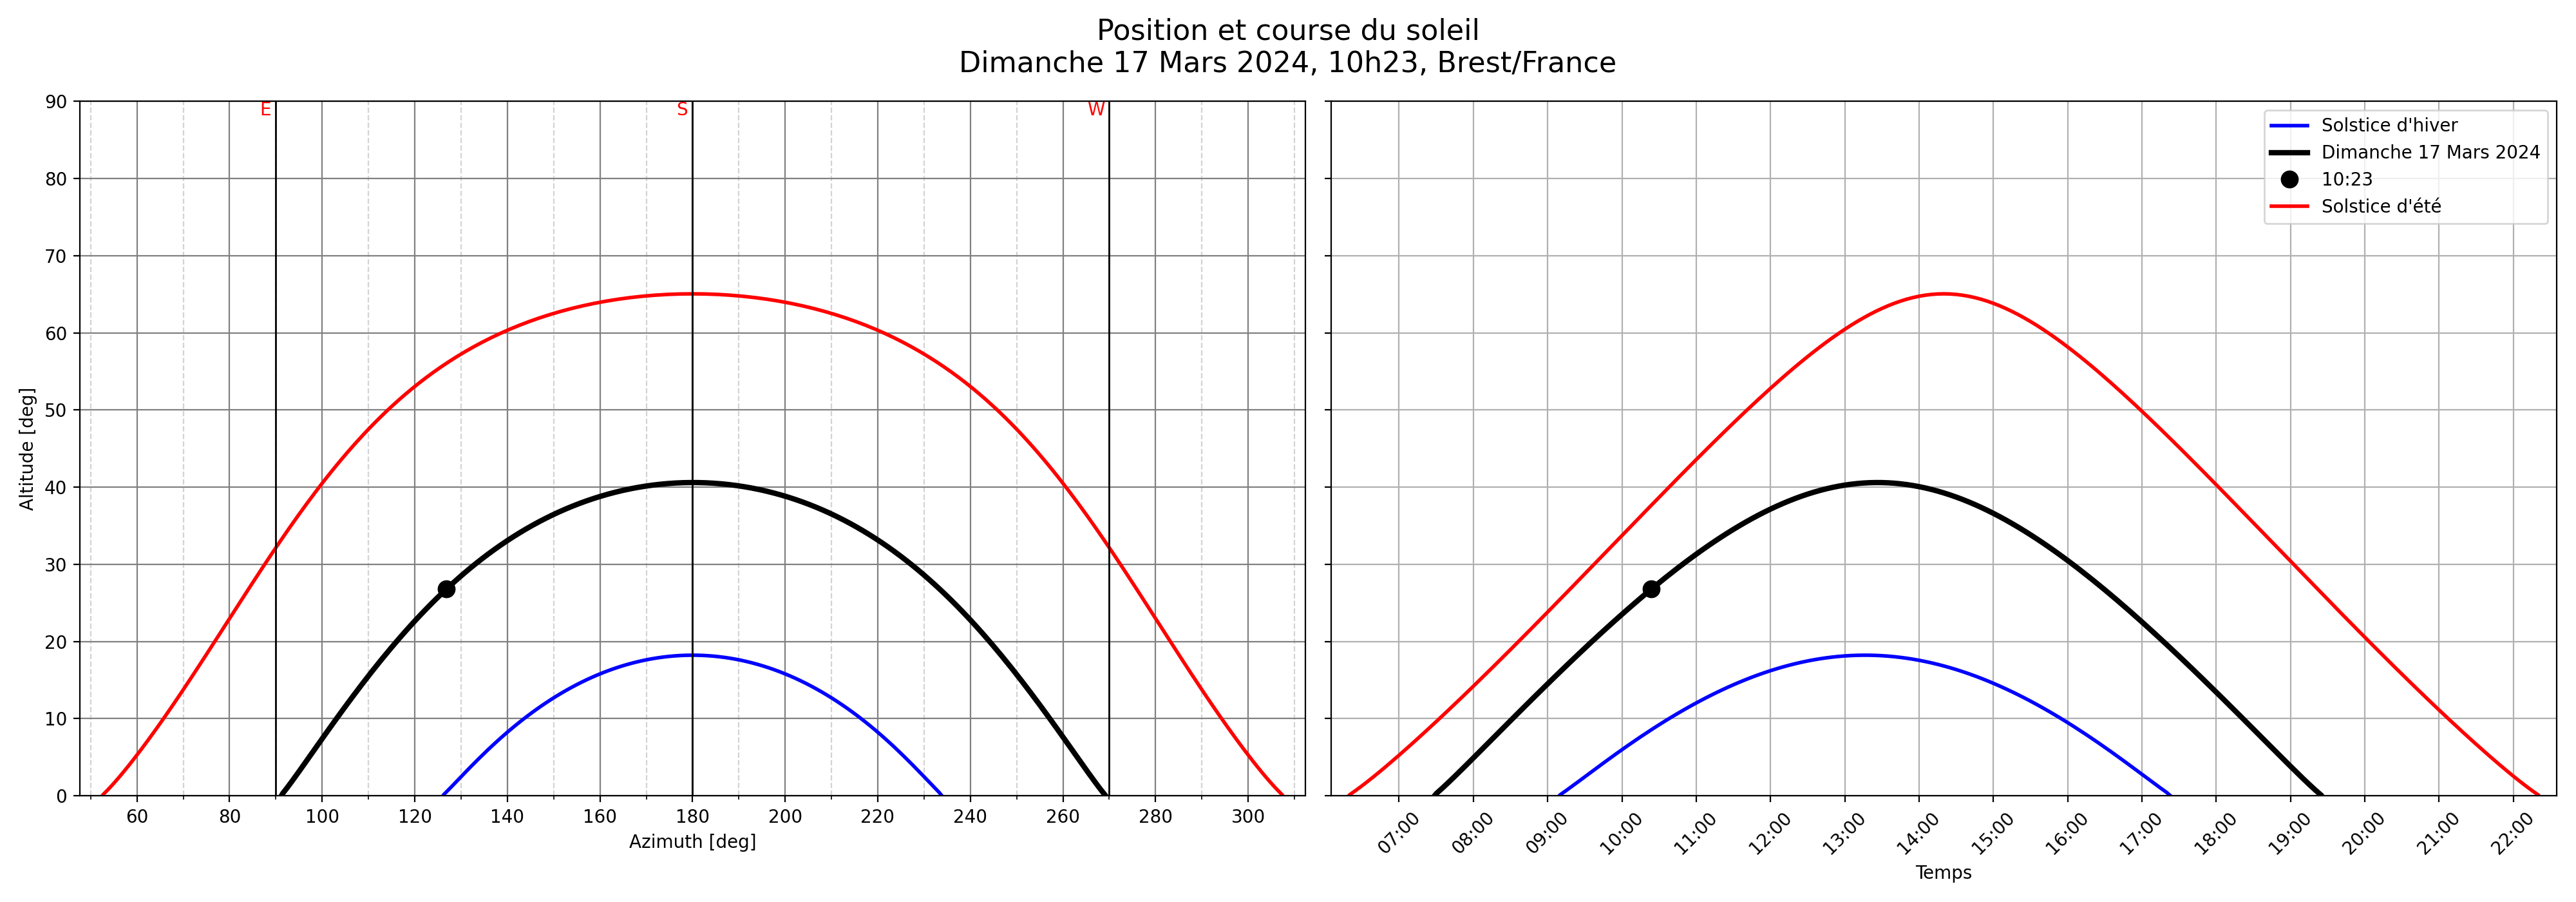 Position et course du soleil
Dimanche 17 Mars 2024, 10h23, Brest/France
E
S
W
90
80
70
60
50
40
30
20
10
0
Altitude [deg]
60 80 100 120 140 160 180 200 220 240 260 280 300
Azimuth [deg]
Solstice d'hiver
Dimanche 17 Mars 2024
10:23
Solstice d'été
07:00 08:00 09:00 10:00 11:00 12:00 13:00 14:00 15:00 16:00 17:00 18:00 19:00 20:00 21:00 22:00
Temps